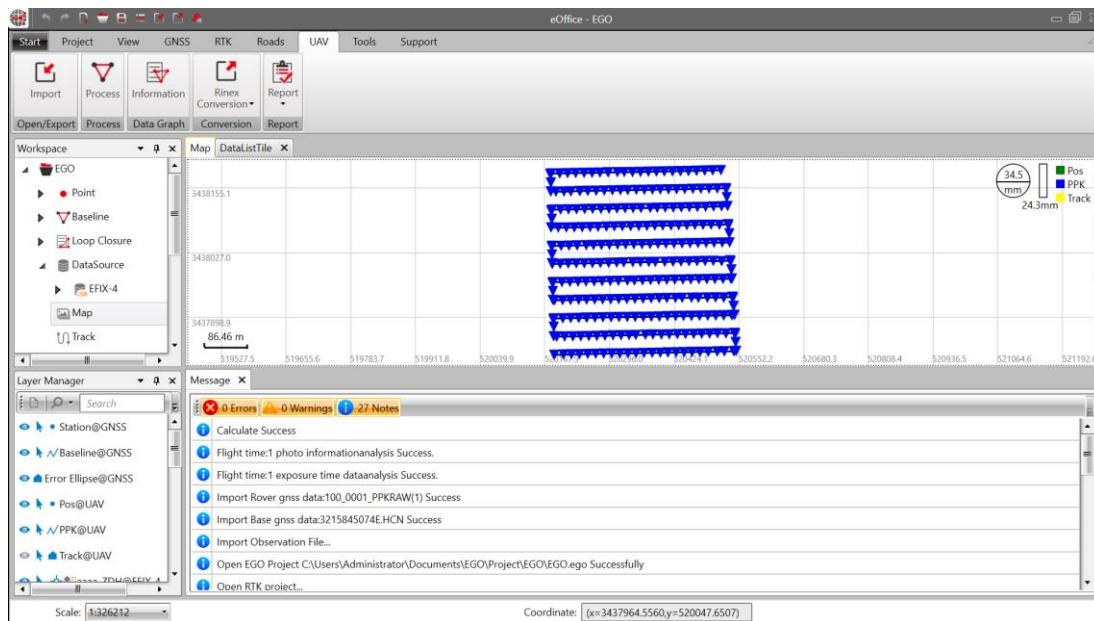 eOffice - EGO
Start Project View GNSS RTK Roads UAV Tools Support
Import Process Information Rinex Conversion Report
Open/Export Process Data Graph Conversion Report
Workspace
EGO
Point
Baseline
Loop Closure
DataSource
EFIX-4
Map
Track
Map DataListTile
34.5 mm
24.3mm
Pos
PPK
Track
3438155.1
3438027.0
3437898.9
86.46 m
519527.5 519655.6 519783.7 519911.8 520039.9 520424.1 520552.2 520680.3 520808.4 520936.5 521064.6 521192.6
Layer Manager
Search
Station@GNSS
Baseline@GNSS
Error Ellipse@GNSS
Pos@UAV
PPK@UAV
Track@UAV
Message
0 Errors 0 Warnings 27 Notes
Calculate Success
Flight time:1 photo informationanalysis Success.
Flight time:1 exposure time dataanalysis Success.
Import Rover gnss data:100_0001_PPKRAW(1) Success
Import Base gnss data:3215845074E.HCN Success
Import Observation File...
Open EGO Project C:\Users\Administrator\Documents\EGO\Project\EGO\EGO.ego Successfully
Open RTK project...
Scale: 1:326212
Coordinate: (x=3437964.5560,y=520047.6507)